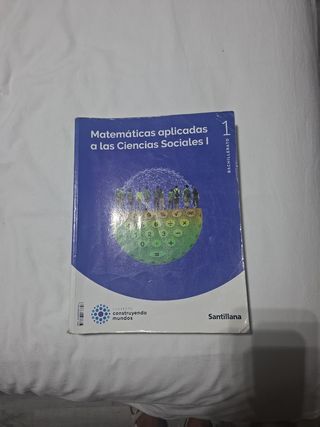 Matemáticas aplicadas
a las Ciencias Sociales I
1
BACHILLERATO
construyendo
mundos
Santillana